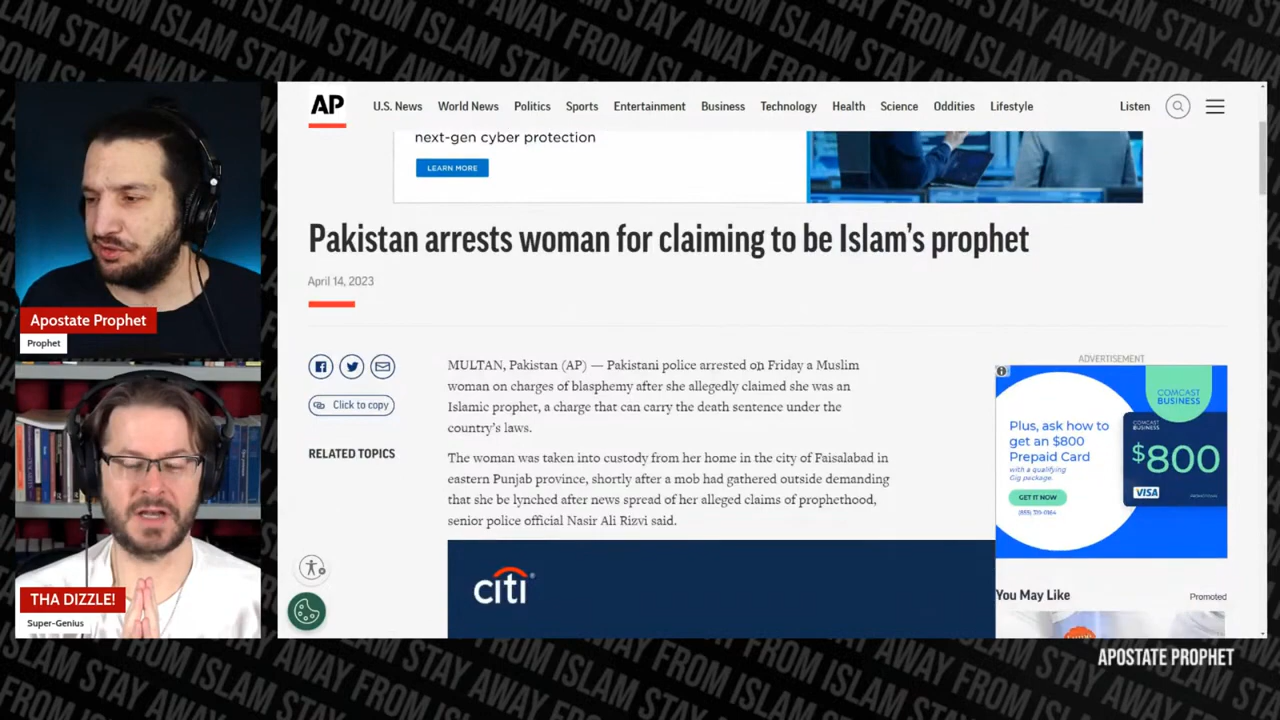 AP
U.S. News World News Politics Sports Entertainment Business Technology Health Science Oddities Lifestyle Listen
next-gen cyber protection
LEARN MORE
Pakistan arrests woman for claiming to be Islam's prophet
April 14, 2023
Apostate Prophet
Prophet
Click to copy
RELATED TOPICS
MULTAN, Pakistan (AP) — Pakistani police arrested on Friday a Muslim
woman on charges of blasphemy after she allegedly claimed she was an
Islamic prophet, a charge that can carry the death sentence under the
country's laws.
The woman was taken into custody from her home in the city of Faisalabad in
eastern Punjab province, shortly after a mob had gathered outside demanding
that she be lynched after news spread of her alleged claims of prophethood,
senior police official Nasir Ali Rizvi said.
citi
ADVERTISEMENT
COMCAST
BUSINESS
Plus, ask how to
get an $800
Prepaid Card
with a qualifying
Gig package.
GET IT NOW
COMCAST
BUSINESS
$800
VISA
You May Like
Promoted
THA DIZZLE!
Super-Genius
APOSTATE PROPHET
STAY AWAY FROM ISLAM STAY AWAY FROM ISLAM